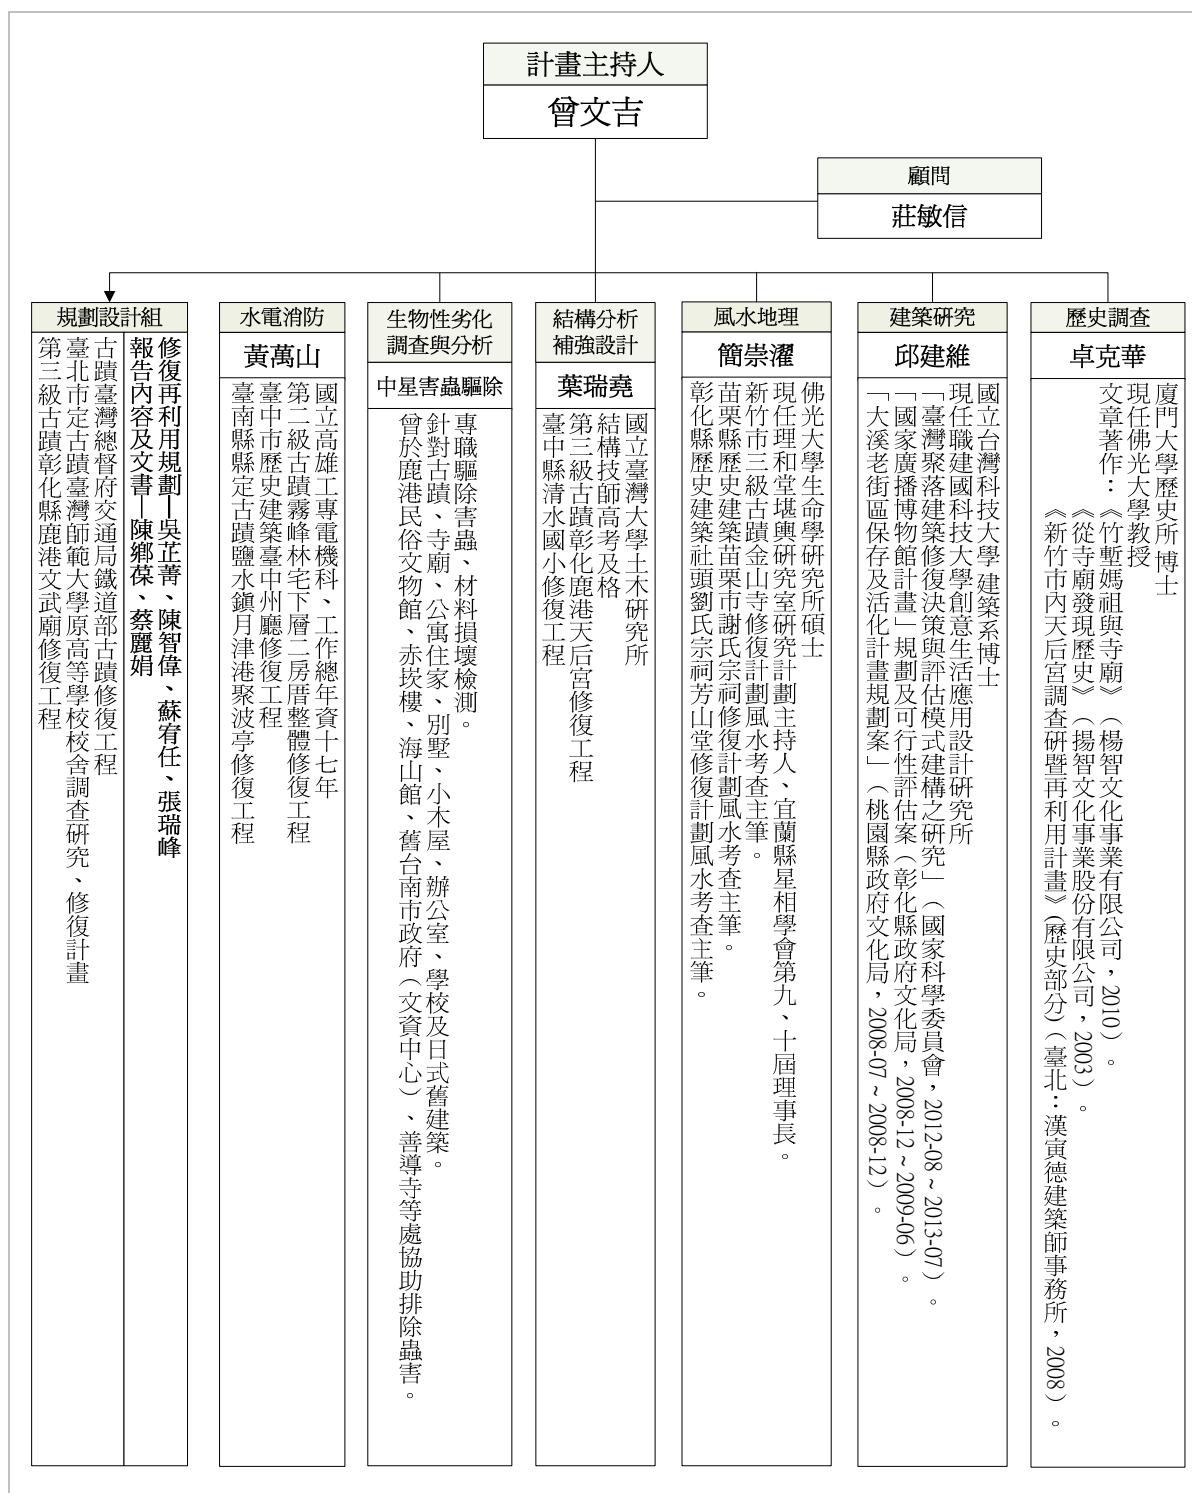 計畫主持人
曾文吉
顧問
莊敏信
歷史調查
卓克華
廈門大學歷史所 博士
現任佛光大學教授
文章著作：《竹塹媽祖與寺廟》（楊智文化事業有限公司，2010）。
《從寺廟發現歷史》（揚智文化事業股份有限公司，2003）。
《新竹市內天后宮調查研暨再利用計畫》(歷史部分)（臺北：漢寅德建築師事務所，2008）。
建築研究
邱建維
國立台灣科技大學 建築系博士
現任職建國科技大學創意生活應用設計研究所
「臺灣聚落建築修復決策與評估模式建構之研究」（國家科學委員會，2012-08 ~ 2013-07）。
「國家廣播博物館計畫」規劃及可行性評估案（彰化縣政府文化局，2008-12 ~ 2009-06）。
「大溪老街區保存及活化計畫規劃案」（桃園縣政府文化局，2008-07 ~ 2008-12）。
風水地理
簡崇濯
佛光大學生命學研究所碩士
現任理和堂堪輿研究室研究計劃主持人、宜蘭縣星相學會第九、十屆理事長。
新竹市三級古蹟金山寺修復計劃風水考查主筆。
苗栗縣歷史建築苗栗市謝氏宗祠修復計劃風水考查主筆。
彰化縣歷史建築社頭劉氏宗祠芳山堂修復計劃風水考查主筆。
結構分析
補強設計
葉瑞堯
國立臺灣大學土木研究所
結構技師高考及格
第三級古蹟彰化鹿港天后宮修復工程
臺中縣清水國小修復工程
生物性劣化
調查與分析
中星害蟲驅除
專職驅除害蟲、材料損壞檢測。
針對古蹟、寺廟、公寓住家、別墅、小木屋、辦公室、學校及日式舊建築。
曾於鹿港民俗文物館、赤崁樓、海山館、舊台南市政府（文資中心）、善導寺等處協助排除蟲害。
水電消防
黃萬山
國立高雄工專電機科、工作總年資十七年
第二級古蹟霧峰林宅下層二房厝整體修復工程
臺中市歷史建築臺中州廳修復工程
臺南縣縣定古蹟鹽水鎮月津港聚波亭修復工程
規劃設計組
修復再利用規劃—吳芷菁、陳智偉、蘇宥任、張瑞峰
報告內容及文書—陳鄉葆、蔡麗娟
古蹟臺灣總督府交通局鐵道部古蹟修復工程
臺北市定古蹟臺灣師範大學原高等學校校舍調查研究、修復計畫
第三級古蹟彰化縣鹿港文武廟修復工程